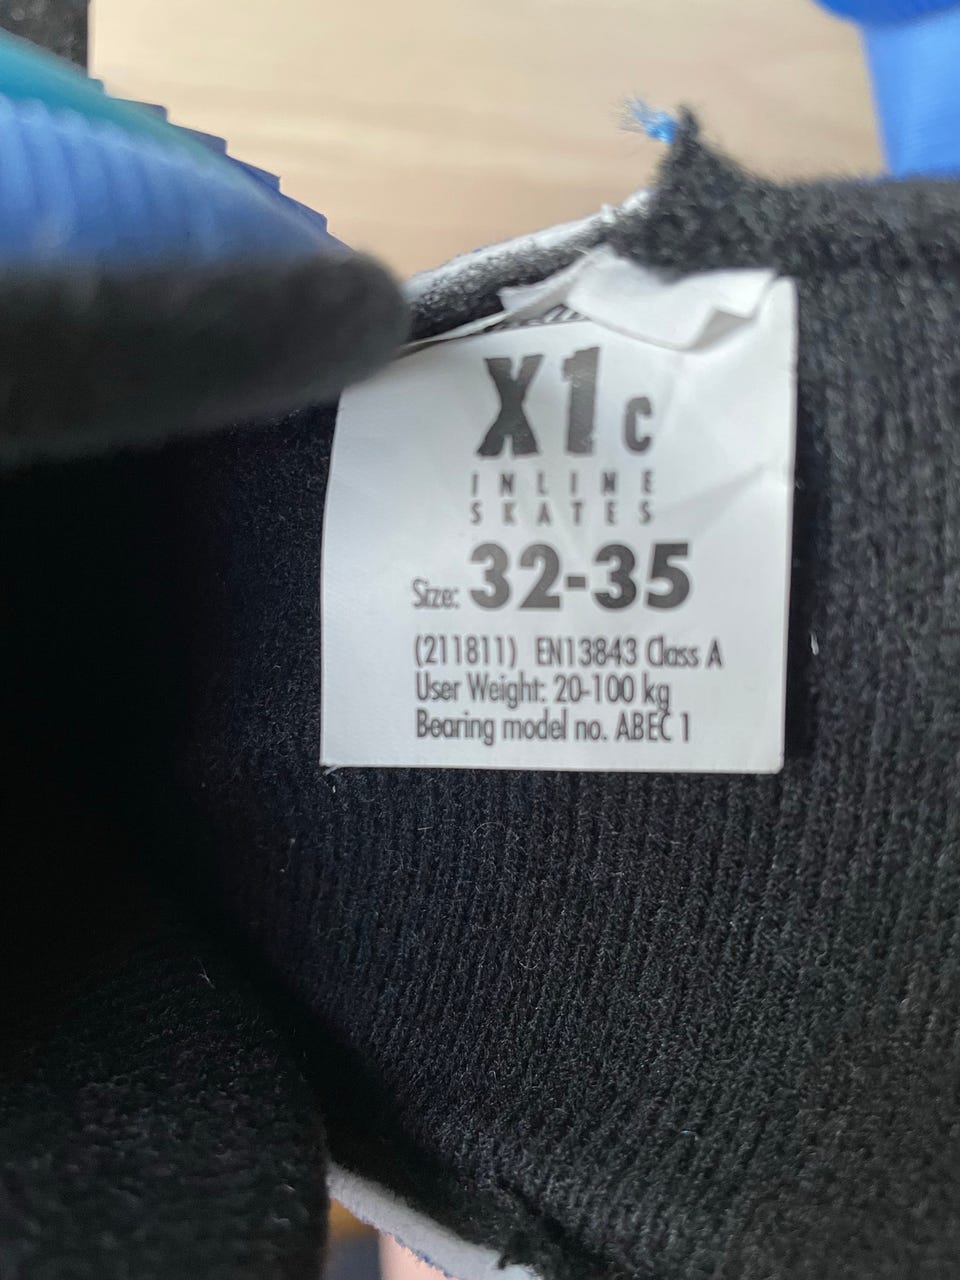 X1c
INLINE
SKATES
Size: 32-35
(211811) EN13843 Class A
User Weight: 20-100 kg
Bearing model no. ABEC 1